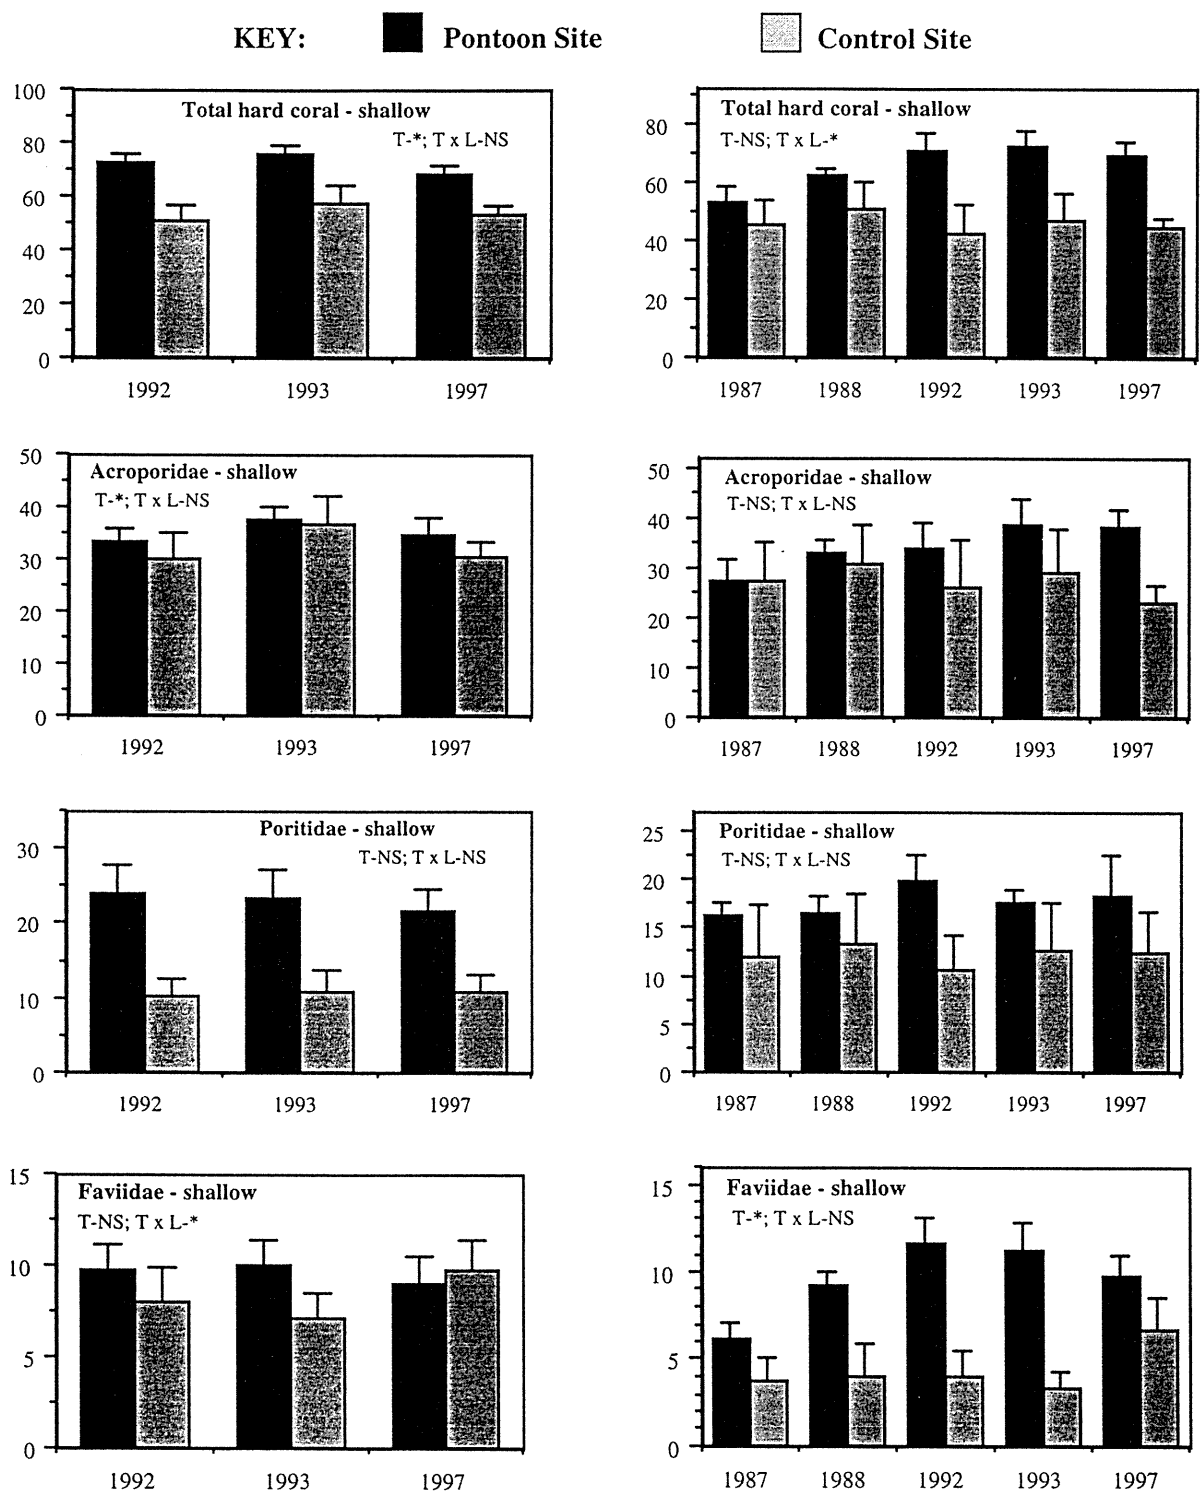 KEY: Pontoon Site Control Site
100
80
60
40
20
0
Total hard coral - shallow
T-*; T x L-NS
1992 1993 1997
80
60
40
20
0
Total hard coral - shallow
T-NS; T x L-*
1987 1988 1992 1993 1997
50
40
30
20
10
0
Acroporidae - shallow
T-*; T x L-NS
1992 1993 1997
50
40
30
20
10
0
Acroporidae - shallow
T-NS; T x L-NS
1987 1988 1992 1993 1997
30
20
10
0
Poritidae - shallow
T-NS; T x L-NS
1992 1993 1997
25
20
15
10
5
0
Poritidae - shallow
T-NS; T x L-NS
1987 1988 1992 1993 1997
15
10
5
0
Faviidae - shallow
T-NS; T x L-*
1992 1993 1997
15
10
5
0
Faviidae - shallow
T-*; T x L-NS
1987 1988 1992 1993 1997